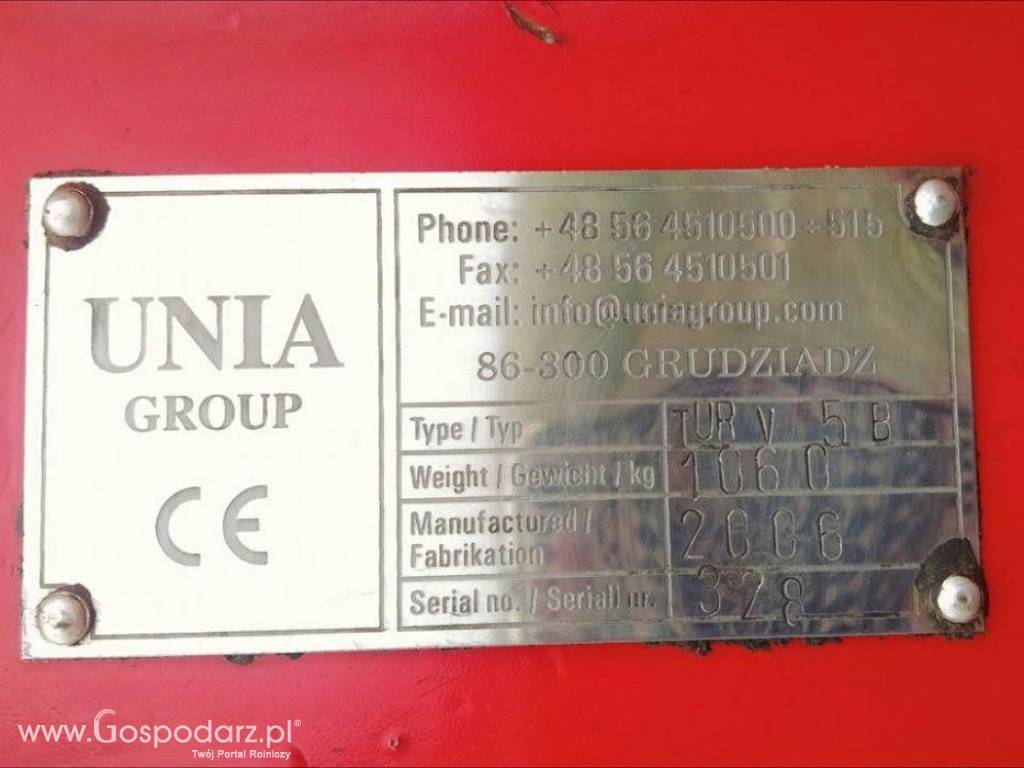 UNIA
GROUP
CE
Phone: +48 56 4510500÷515
Fax: +48 56 4510501
E-mail: info@uniagroup.com
86-300 GRUDZIADZ
Type / Typ TUR V 5 B
Weight / Gewicht / kg 1060
Manufactured /
Fabrikation 2006
Serial no. / Seriall nr. 328
www.Gospodarz.pl®
Twój Portal Rolniczy